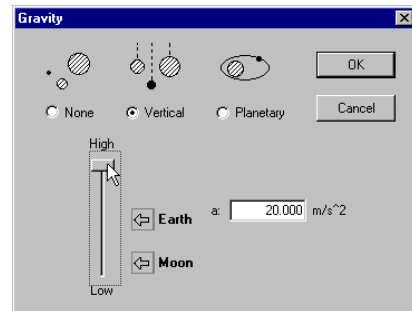 Gravity
OK
None
Vertical
Planetary
Cancel
High
Earth
a: 20.000 m/s^2
Moon
Low